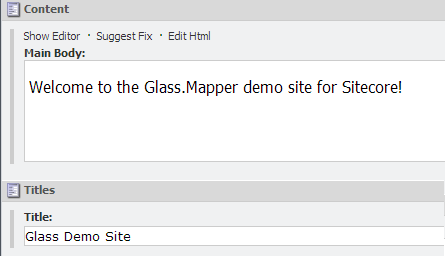 Content
Show Editor · Suggest Fix · Edit Html
Main Body:
Welcome to the Glass.Mapper demo site for Sitecore!
Titles
Title:
Glass Demo Site